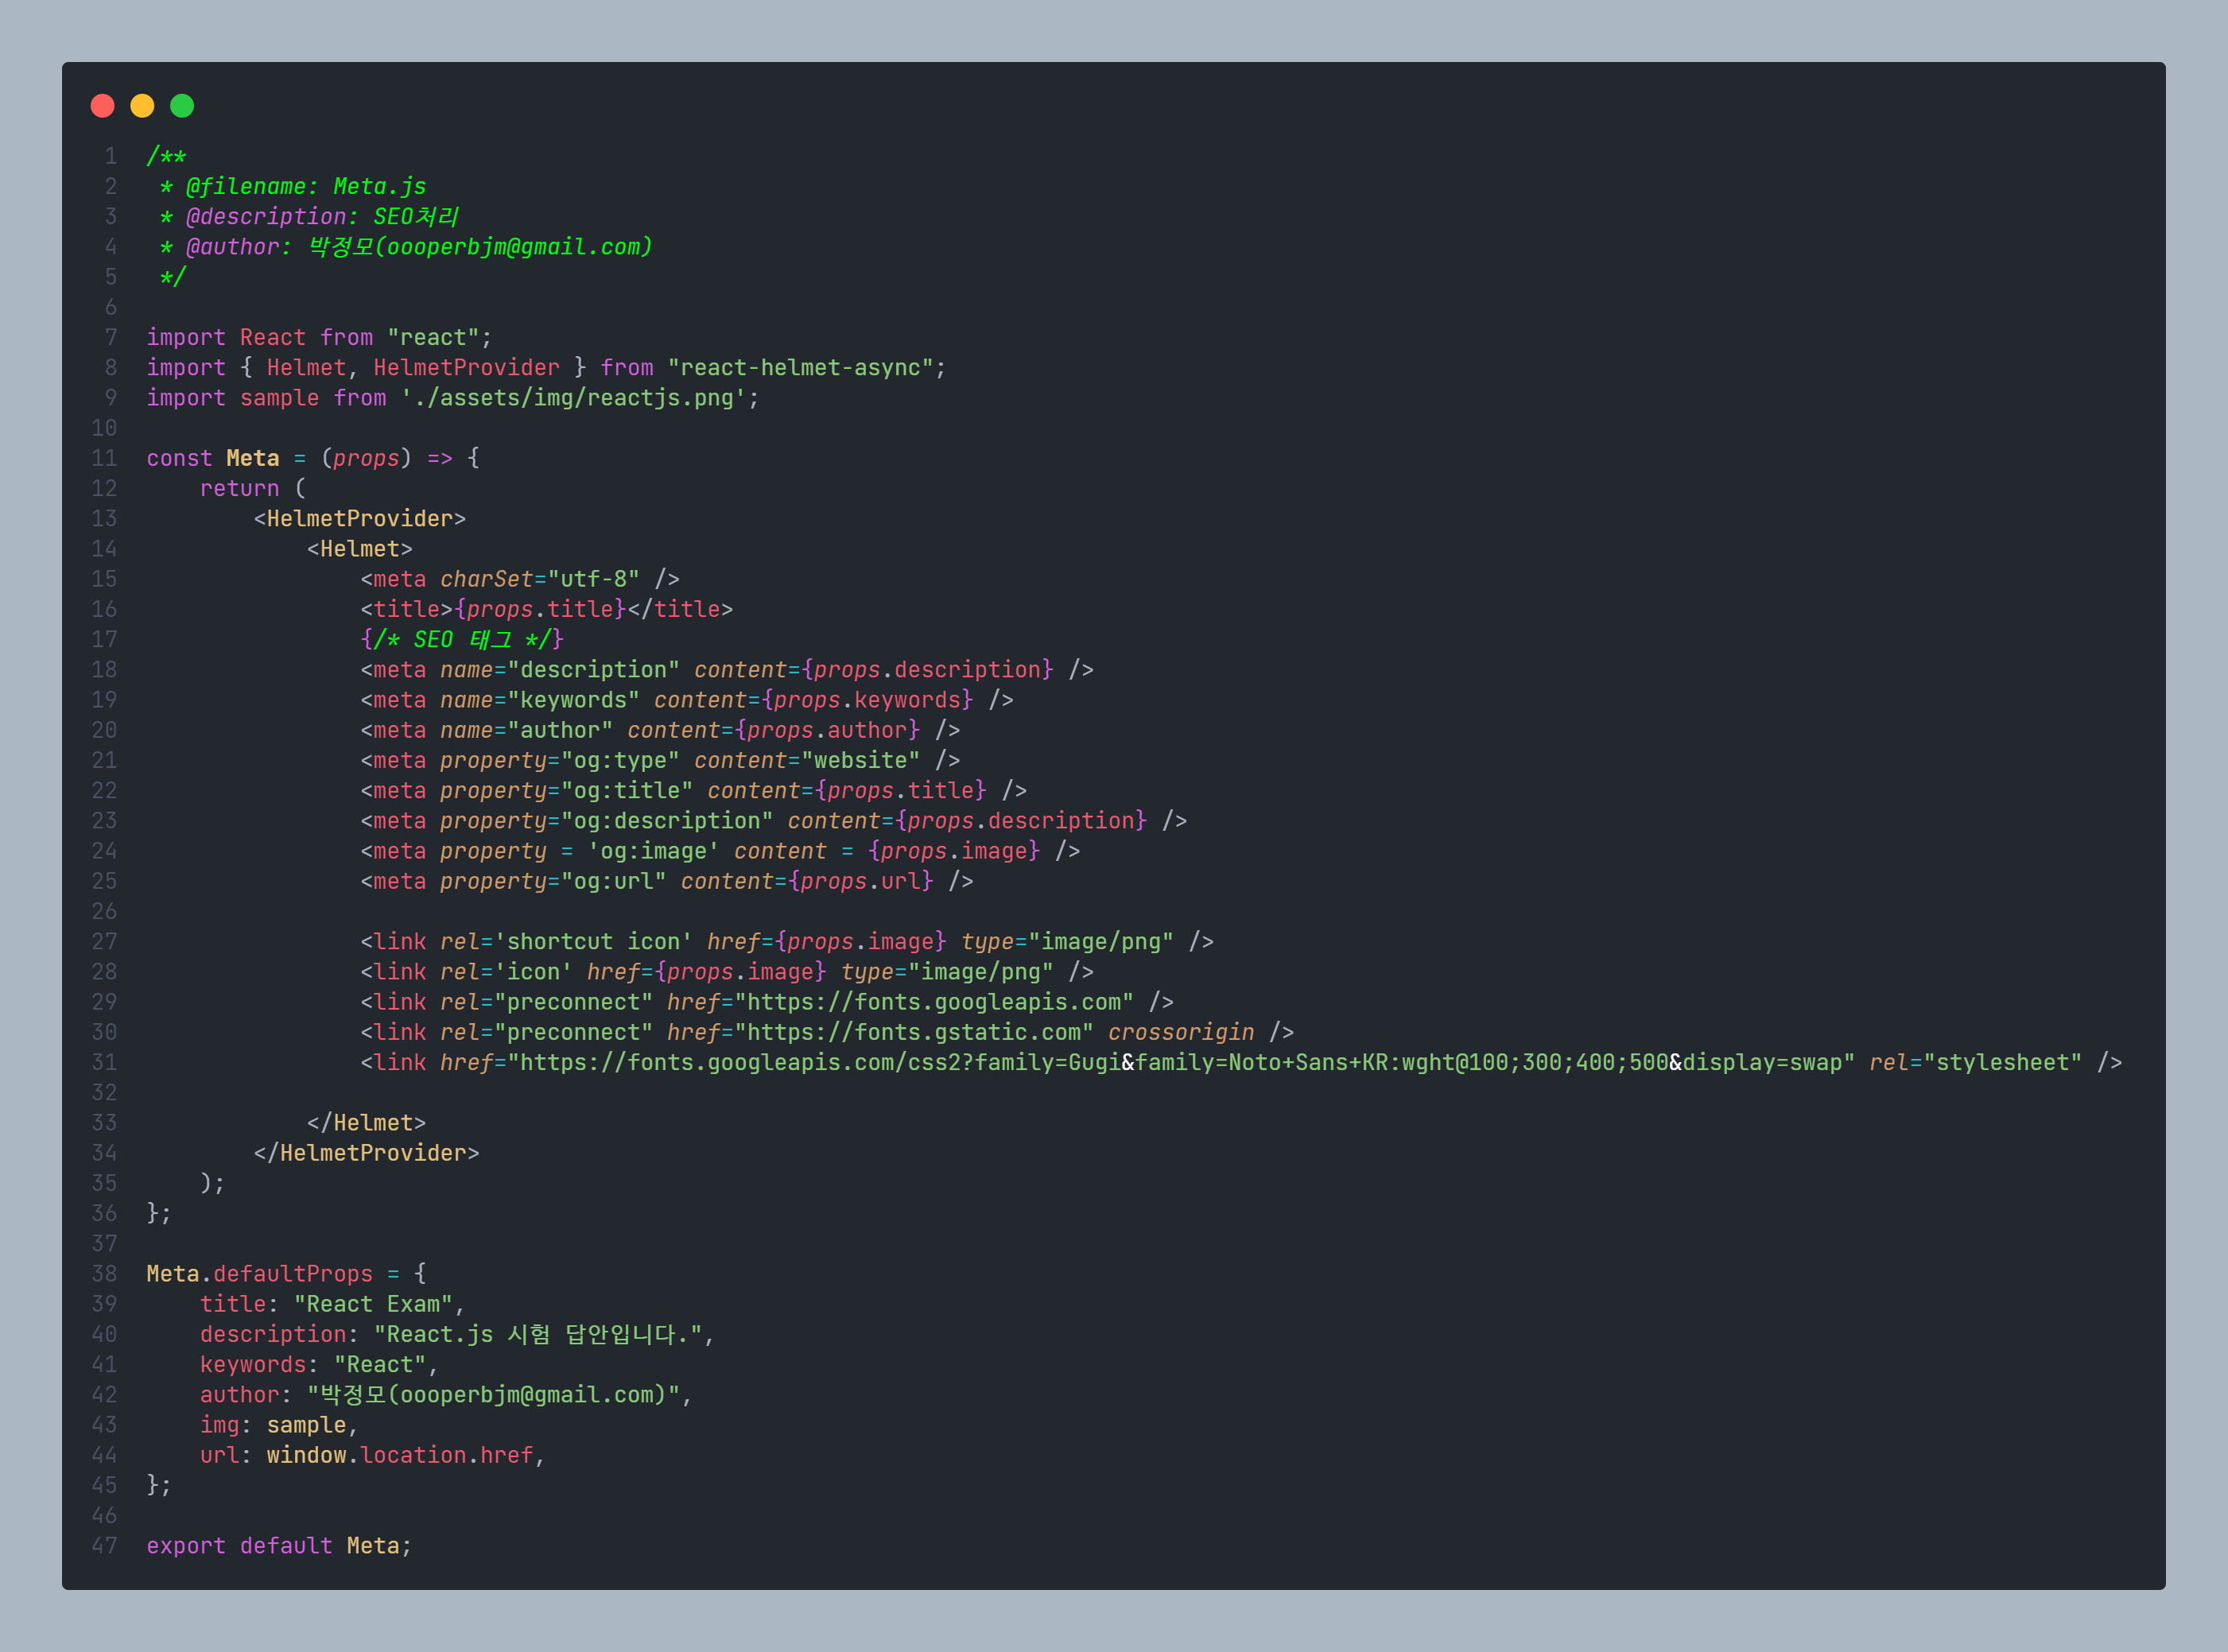 1 /**
2  * @filename: Meta.js
3  * @description: SEO처리
4  * @author: 박정모(oooperbjm@gmail.com)
5  */
6
7 import React from "react";
8 import { Helmet, HelmetProvider } from "react-helmet-async";
9 import sample from './assets/img/reactjs.png';
10
11 const Meta = (props) => {
12     return (
13         <HelmetProvider>
14             <Helmet>
15                 <meta charSet="utf-8" />
16                 <title>{props.title}</title>
17                 {/* SEO 태그 */}
18                 <meta name="description" content={props.description} />
19                 <meta name="keywords" content={props.keywords} />
20                 <meta name="author" content={props.author} />
21                 <meta property="og:type" content="website" />
22                 <meta property="og:title" content={props.title} />
23                 <meta property="og:description" content={props.description} />
24                 <meta property = 'og:image' content = {props.image} />
25                 <meta property="og:url" content={props.url} />
26
27                 <link rel='shortcut icon' href={props.image} type="image/png" />
28                 <link rel='icon' href={props.image} type="image/png" />
29                 <link rel="preconnect" href="https://fonts.googleapis.com" />
30                 <link rel="preconnect" href="https://fonts.gstatic.com" crossorigin />
31                 <link href="https://fonts.googleapis.com/css2?family=Gugi&family=Noto+Sans+KR:wght@100;300;400;500&display=swap" rel="stylesheet" />
32
33             </Helmet>
34         </HelmetProvider>
35     );
36 };
37
38 Meta.defaultProps = {
39     title: "React Exam",
40     description: "React.js 시험 답안입니다.",
41     keywords: "React",
42     author: "박정모(oooperbjm@gmail.com)",
43     img: sample,
44     url: window.location.href,
45 };
46
47 export default Meta;